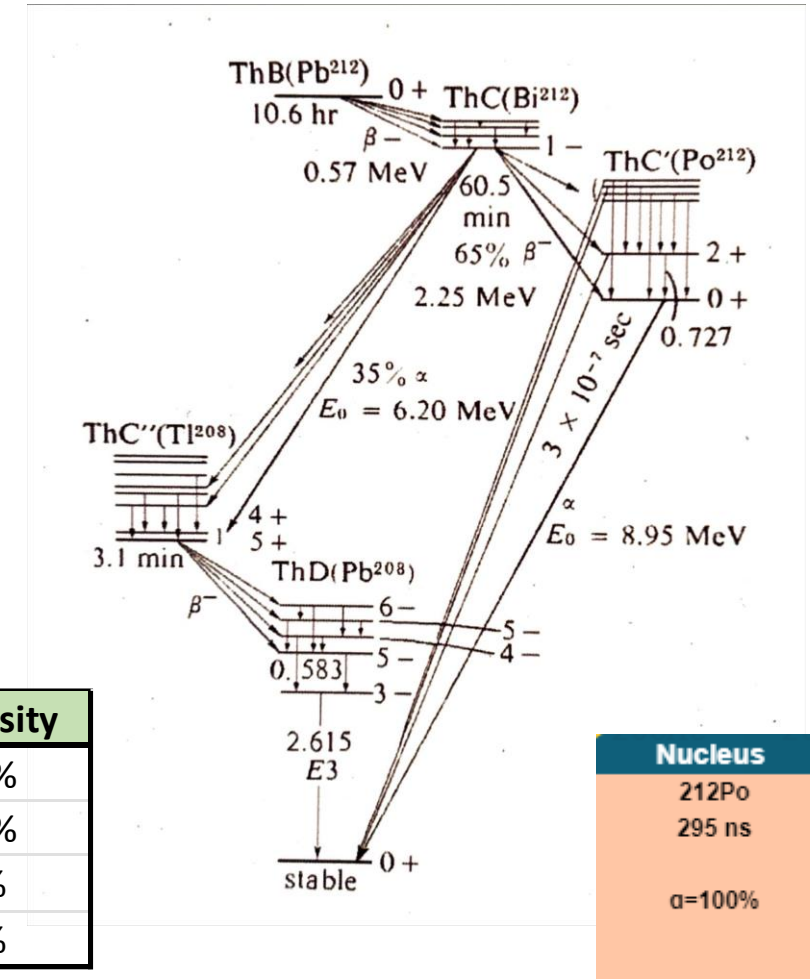 ThB(Pb²¹²)
0 +
ThC(Bi²¹²)
10.6 hr
β −
1 −
0.57 MeV
ThC′(Po²¹²)
60.5
min
65% β⁻
2 +
2.25 MeV
0 +
0.727
3 × 10⁻⁷ sec
35% α
E₀ = 6.20 MeV
ThC′′(Tl²⁰⁸)
α
4 +
E₀ = 8.95 MeV
5 +
3.1 min
ThD(Pb²⁰⁸)
β⁻
6 −
5 −
4 −
5 −
0.583
3 −
2.615
E3
0 +
stable
sity
%
%
%
%
Nucleus
212Po
295 ns
α=100%